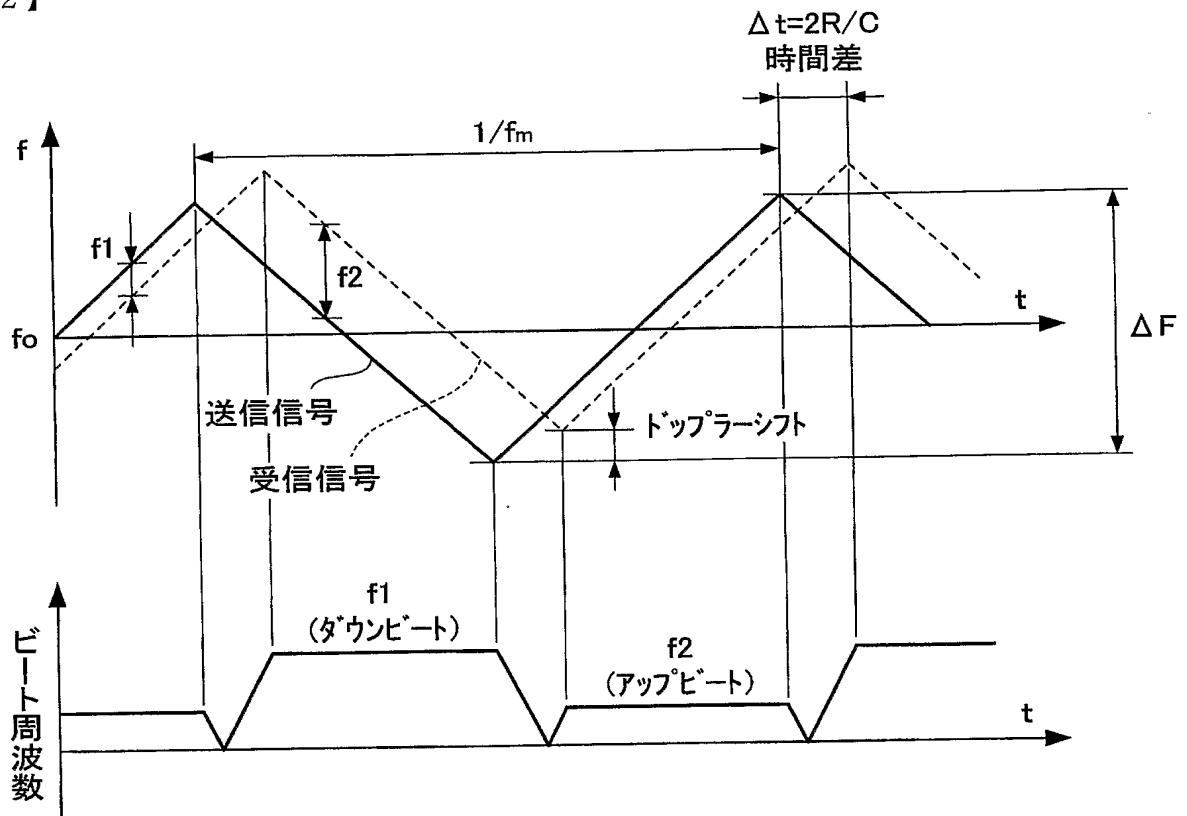 2】
Δt=2R/C
時間差
1/fm
f
f1
f2
t
fo
ΔF
送信信号
ドップラーシフト
受信信号
f1
(ダウンビート)
f2
(アップビート)
t
ビート周波数